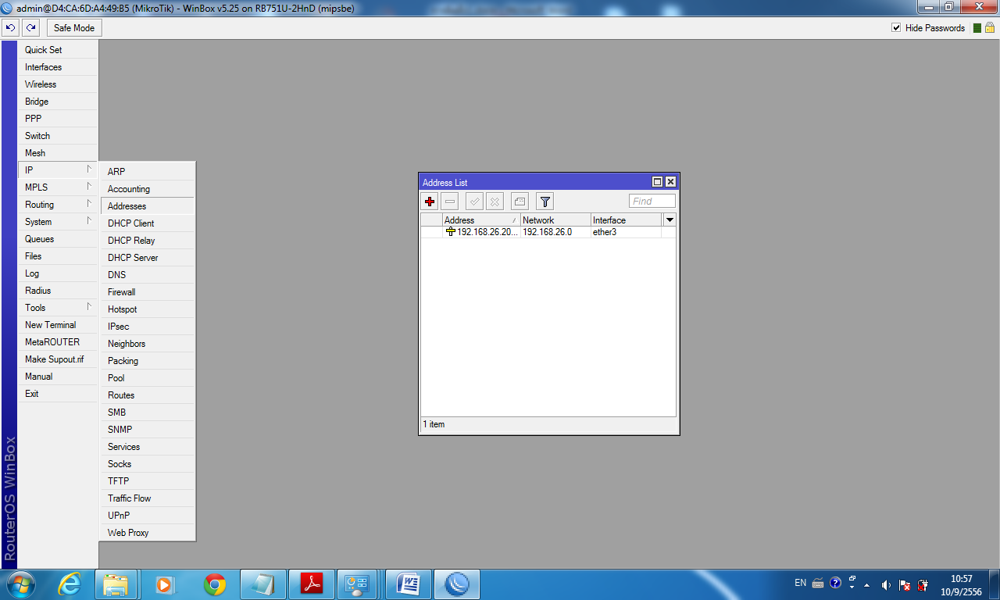 admin@D4:CA:6D:A4:49:B5 (MikroTik) - WinBox v5.25 on RB751U-2HnD (mipsbe)
Safe Mode
Hide Passwords
Quick Set
Interfaces
Wireless
Bridge
PPP
Switch
Mesh
IP
MPLS
Routing
System
Queues
Files
Log
Radius
Tools
New Terminal
MetaROUTER
Make Supout.rif
Manual
Exit
RouterOS WinBox
ARP
Accounting
Addresses
DHCP Client
DHCP Relay
DHCP Server
DNS
Firewall
Hotspot
IPsec
Neighbors
Packing
Pool
Routes
SMB
SNMP
Services
Socks
TFTP
Traffic Flow
UPnP
Web Proxy
Address List
Find
Address Network Interface
192.168.26.20... 192.168.26.0 ether3
1 item
EN
10:57
10/9/2556